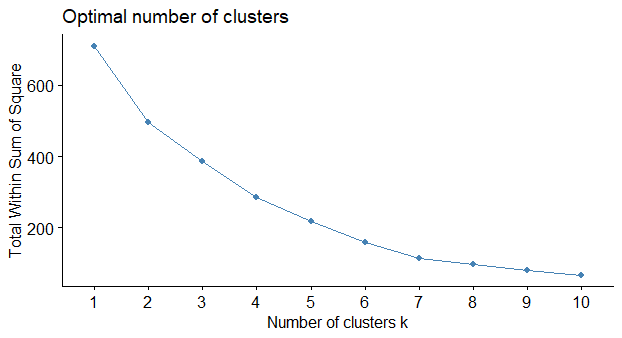 Optimal number of clusters
Total Within Sum of Square
600
400
200
1 2 3 4 5 6 7 8 9 10
Number of clusters k